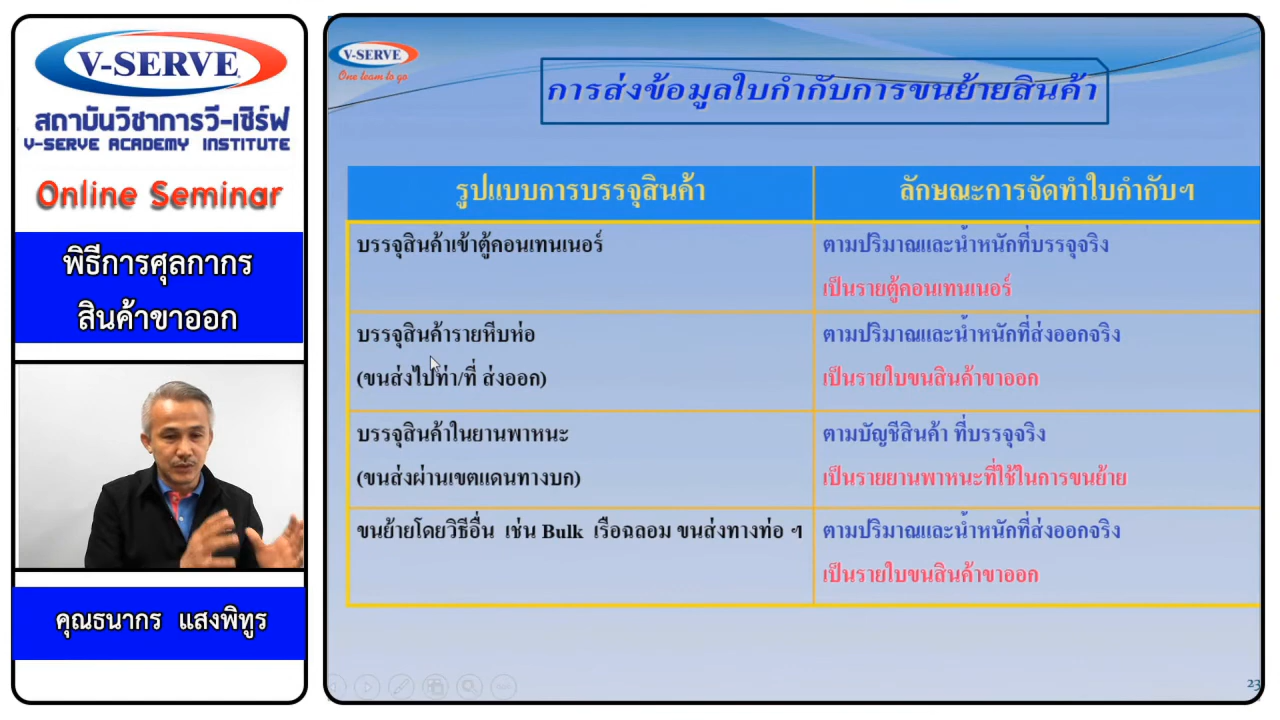 V-SERVE
สถาบันวิชาการวี-เซิร์ฟ
V-SERVE ACADEMY INSTITUTE
Online Seminar
พิธีการศุลกากร
สินค้าขาออก
คุณธนากร แสงพิทูร
V-SERVE
One team to go
การส่งข้อมูลใบกำกับการขนย้ายสินค้า
รูปแบบการบรรจุสินค้า
ลักษณะการจัดทำใบกำกับฯ
บรรจุสินค้าเข้าตู้คอนเทนเนอร์
ตามปริมาณและน้ำหนักที่บรรจุจริง
เป็นรายตู้คอนเทนเนอร์
บรรจุสินค้ารายหีบห่อ
(ขนส่งไปท่า/ที่ ส่งออก)
ตามปริมาณและน้ำหนักที่ส่งออกจริง
เป็นรายใบขนสินค้าขาออก
บรรจุสินค้าในยานพาหนะ
(ขนส่งผ่านเขตแดนทางบก)
ตามบัญชีสินค้า ที่บรรจุจริง
เป็นรายยานพาหนะที่ใช้ในการขนย้าย
ขนย้ายโดยวิธีอื่น เช่น Bulk เรือฉลอม ขนส่งทางท่อ ฯ
ตามปริมาณและน้ำหนักที่ส่งออกจริง
เป็นรายใบขนสินค้าขาออก
23